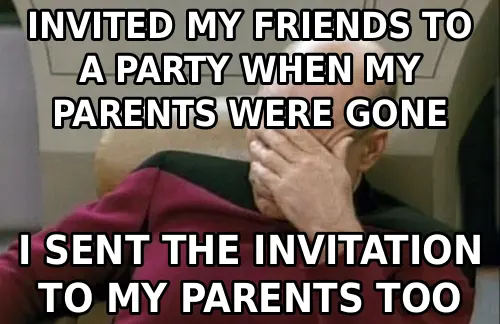 INVITED MY FRIENDS TO
A PARTY WHEN MY
PARENTS WERE GONE
I SENT THE INVITATION
TO MY PARENTS TOO